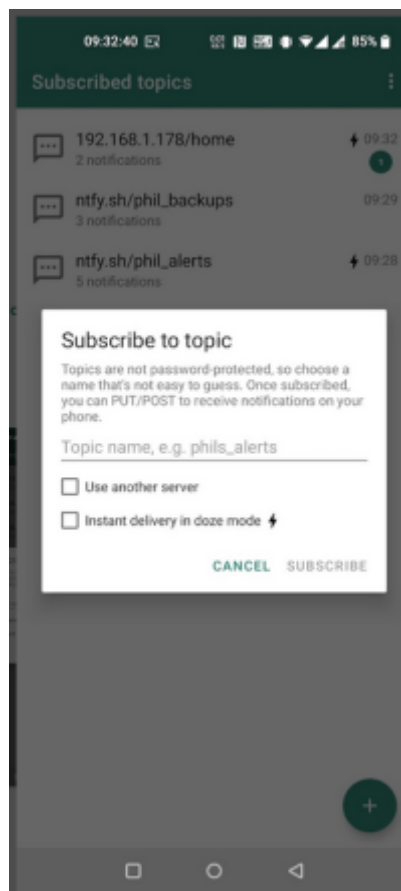 09:32:40 85%
Subscribed topics
192.168.1.178/home 09:32
2 notifications 1
ntfy.sh/phil_backups 09:29
3 notifications
ntfy.sh/phil_alerts 09:28
5 notifications
Subscribe to topic
Topics are not password-protected, so choose a
name that's not easy to guess. Once subscribed,
you can PUT/POST to receive notifications on your
phone.
Topic name, e.g. phils_alerts
Use another server
Instant delivery in doze mode
CANCEL SUBSCRIBE